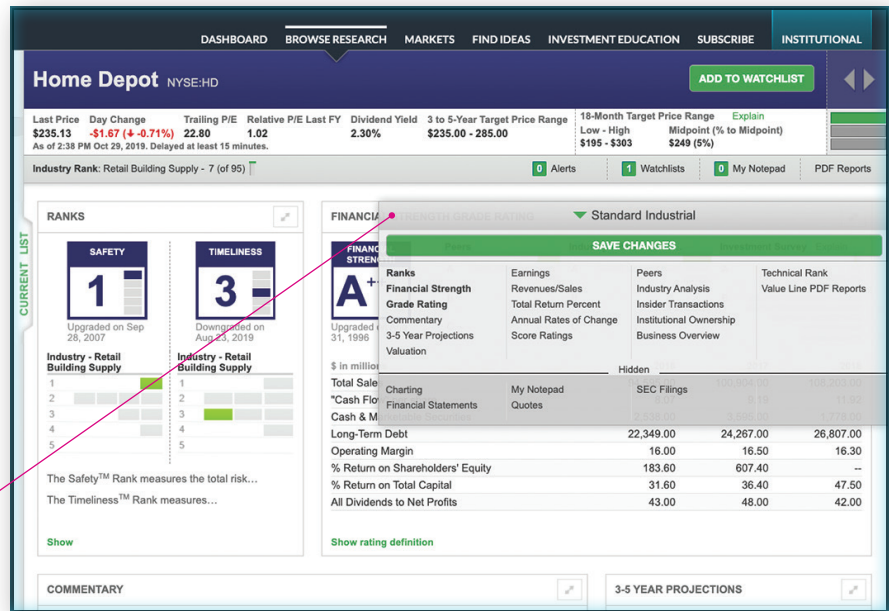 DASHBOARD BROWSE RESEARCH MARKETS FIND IDEAS INVESTMENT EDUCATION SUBSCRIBE INSTITUTIONAL
Home Depot NYSE:HD
ADD TO WATCHLIST
Last Price Day Change Trailing P/E Relative P/E Last FY Dividend Yield 3 to 5-Year Target Price Range 18-Month Target Price Range Explain
Low - High Midpoint (% to Midpoint)
$235.13 -$1.67 (-0.71%) 22.80 1.02 2.30% $235.00 - 285.00 $195 - $303 $249 (5%)
As of 2:38 PM Oct 29, 2019. Delayed at least 15 minutes.
Industry Rank: Retail Building Supply - 7 (of 95) 0 Alerts 1 Watchlists 0 My Notepad PDF Reports
CURRENT LIST
RANKS
SAFETY TIMELINESS
1 3
Upgraded on Sep 28, 2007
Downgraded on Aug 23, 2019
Industry - Retail Building Supply
Industry - Retail Building Supply
1 1
2 2
3 3
4 4
5 5
The Safety™ Rank measures the total risk...
The Timeliness™ Rank measures...
Show
FINANCIAL STRENGTH GRADE RATING
Standard Industrial
SAVE CHANGES
Ranks Earnings Peers Technical Rank
Financial Strength Revenues/Sales Industry Analysis Value Line PDF Reports
Grade Rating Total Return Percent Insider Transactions
Commentary Annual Rates of Change Institutional Ownership
3-5 Year Projections Score Ratings Business Overview
Valuation
Hidden
Charting My Notepad SEC Filings
Financial Statements Quotes
A++
31, 1996
$ in million
Total Sale
"Cash Flo
Cash & M
Long-Term Debt 22,349.00 24,267.00 26,807.00
Operating Margin 16.00 16.50 16.30
% Return on Shareholders' Equity 183.60 607.40 --
% Return on Total Capital 31.60 36.40 47.50
All Dividends to Net Profits 43.00 48.00 42.00
Show rating definition
COMMENTARY
3-5 YEAR PROJECTIONS